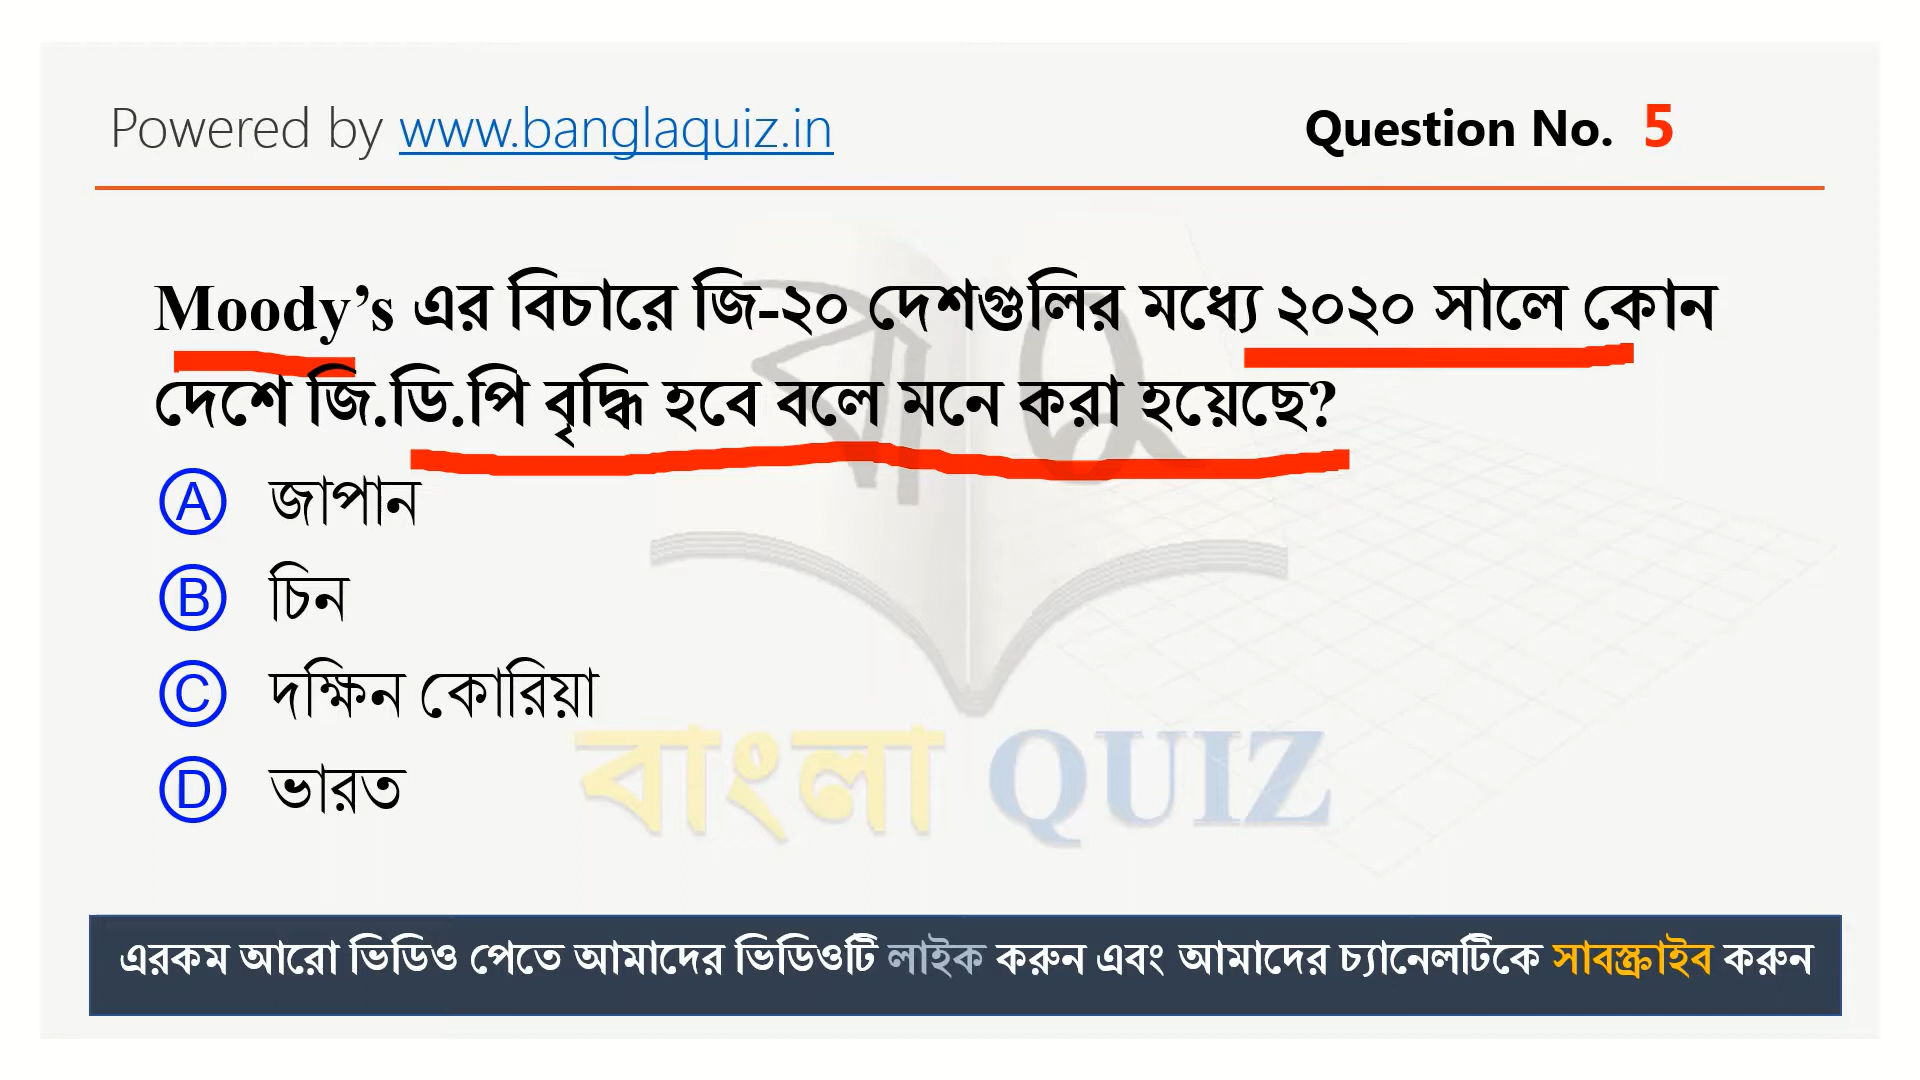 Powered by www.banglaquiz.in
Question No. 5
Moody’s এর বিচারে জি-২০ দেশগুলির মধ্যে ২০২০ সালে কোন
দেশে জি.ডি.পি বৃদ্ধি হবে বলে মনে করা হয়েছে?
Ⓐ জাপান
Ⓑ চিন
Ⓒ দক্ষিন কোরিয়া
Ⓓ ভারত
বা Q
বাংলা QUIZ
এরকম আরো ভিডিও পেতে আমাদের ভিডিওটি লাইক করুন এবং আমাদের চ্যানেলটিকে সাবস্ক্রাইব করুন